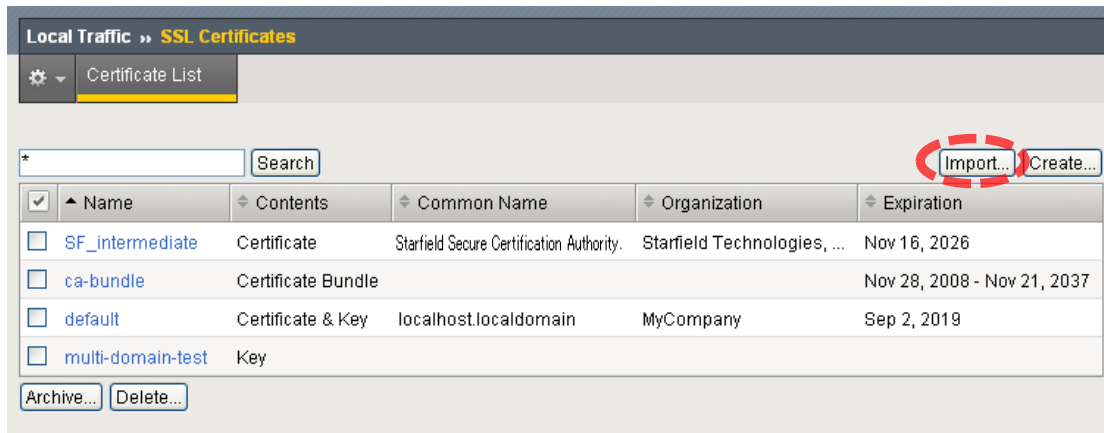 Local Traffic » SSL Certificates
Certificate List
* Search Import... Create...
Name Contents Common Name Organization Expiration
SF_intermediate Certificate Starfield Secure Certification Authority. Starfield Technologies, ... Nov 16, 2026
ca-bundle Certificate Bundle Nov 28, 2008 - Nov 21, 2037
default Certificate & Key localhost.localdomain MyCompany Sep 2, 2019
multi-domain-test Key
Archive... Delete...